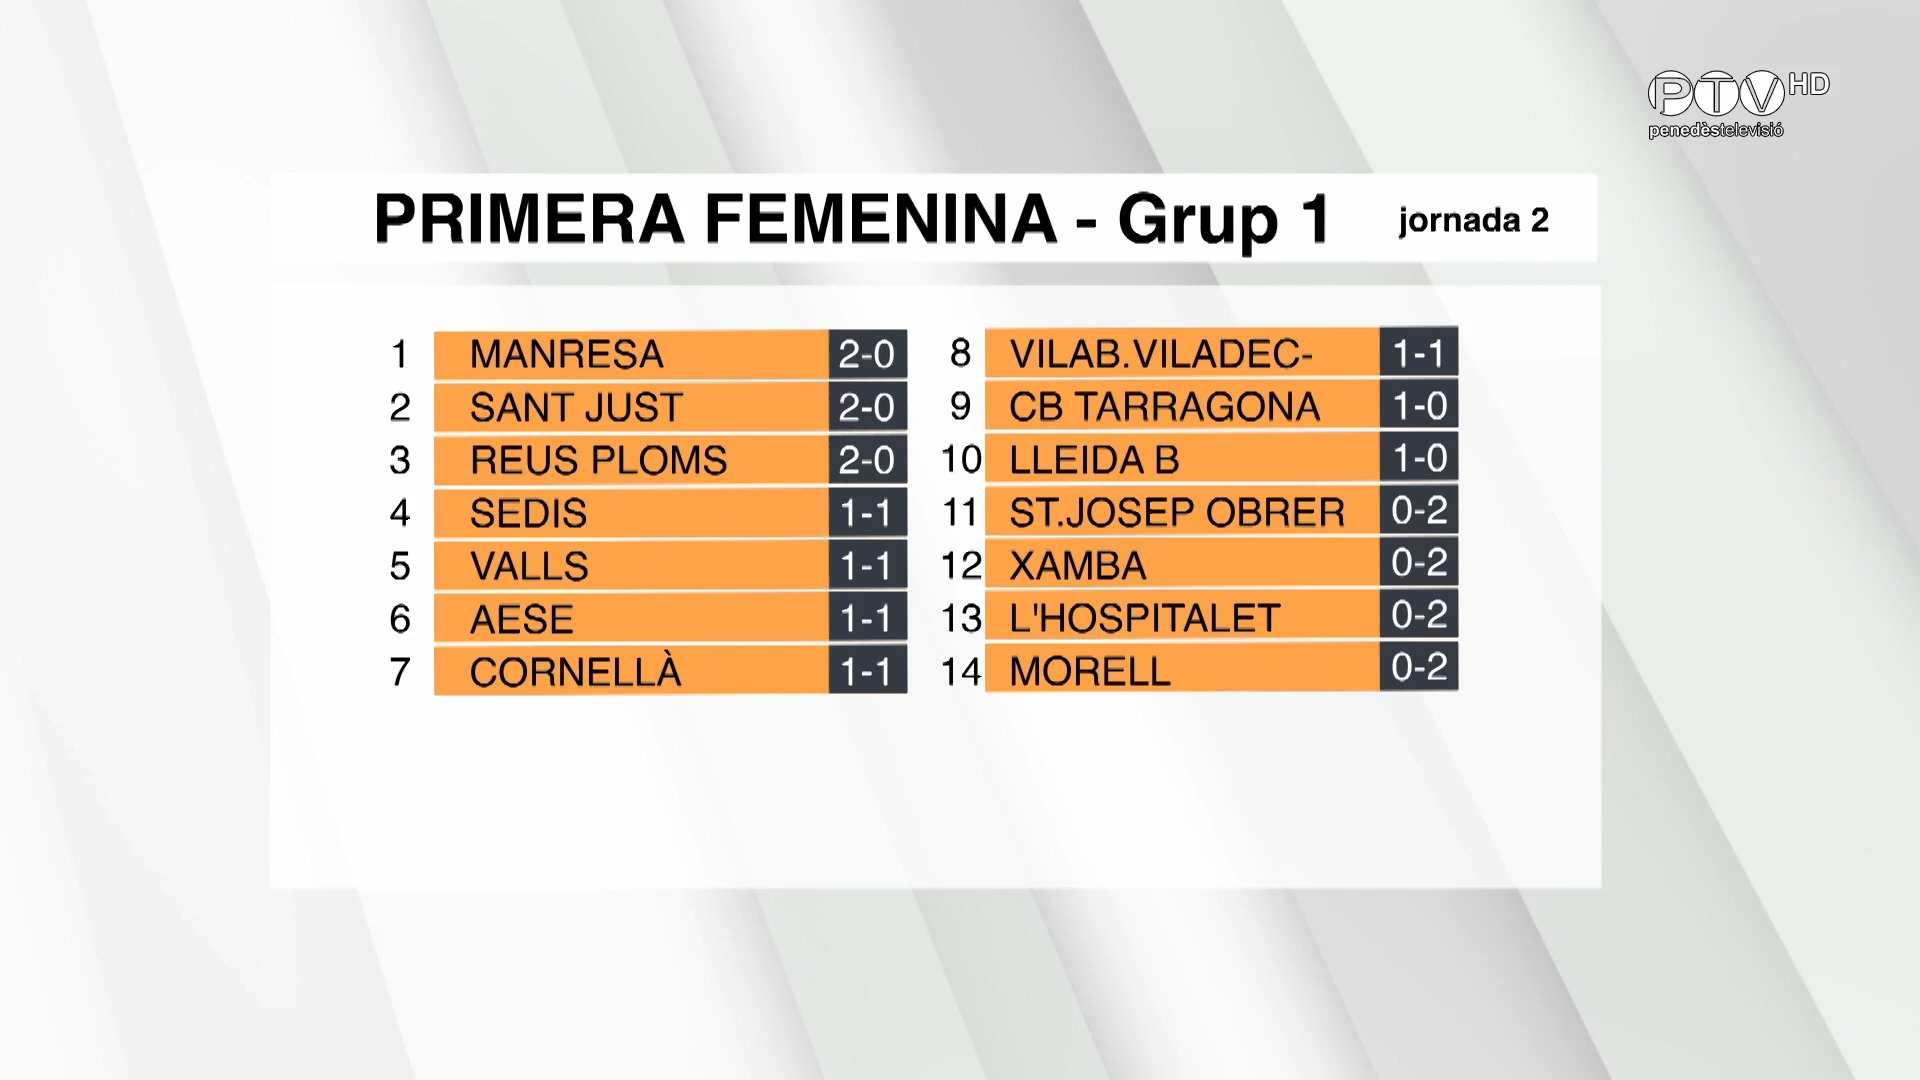 PTV HD
penedèstelevisió
PRIMERA FEMENINA - Grup 1 jornada 2
1 MANRESA 2-0
2 SANT JUST 2-0
3 REUS PLOMS 2-0
4 SEDIS 1-1
5 VALLS 1-1
6 AESE 1-1
7 CORNELLÀ 1-1
8 VILAB.VILADEC- 1-1
9 CB TARRAGONA 1-0
10 LLEIDA B 1-0
11 ST.JOSEP OBRER 0-2
12 XAMBA 0-2
13 L'HOSPITALET 0-2
14 MORELL 0-2